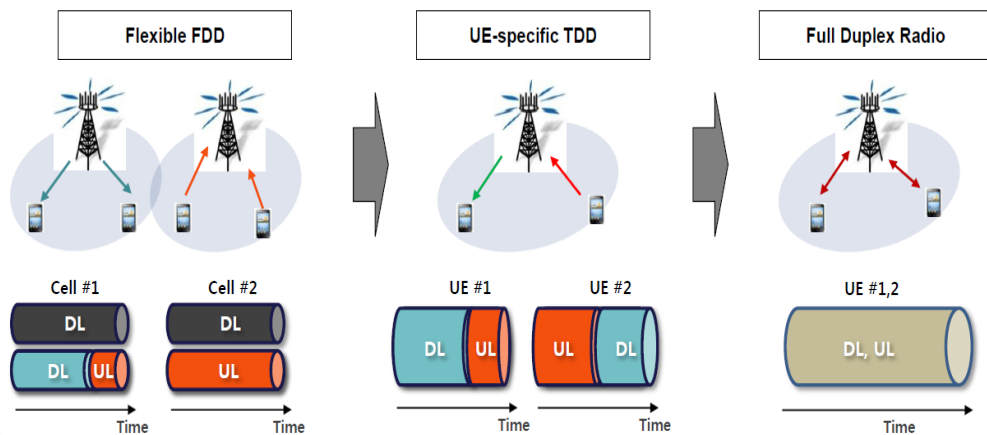 Flexible FDD
UE-specific TDD
Full Duplex Radio
Cell #1
Cell #2
UE #1
UE #2
UE #1,2
DL
DL
DL
UL
UL
DL
UL
UL
DL
DL, UL
Time
Time
Time
Time
Time